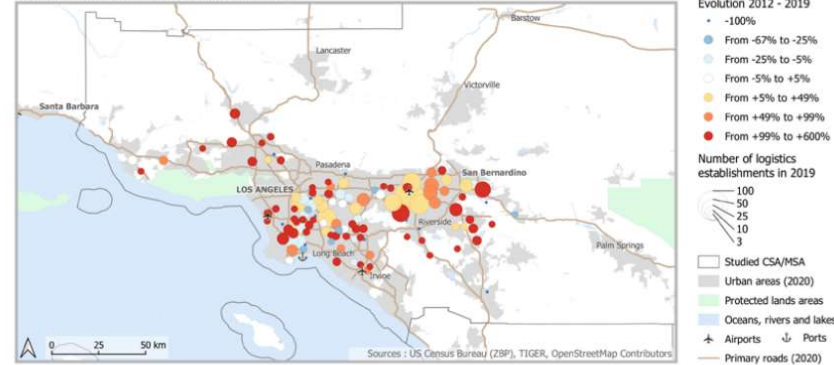 Evolution 2012 - 2019
-100%
From -67% to -25%
From -25% to -5%
From -5% to +5%
From +5% to +49%
From +49% to +99%
From +99% to +600%
Number of logistics
establishments in 2019
100
50
25
10
3
Studied CSA/MSA
Urban areas (2020)
Protected lands areas
Oceans, rivers and lakes
Airports
Ports
Primary roads (2020)
Barstow
Lancaster
Victorville
Santa Barbara
Pasadena
San Bernardino
LOS ANGELES
Riverside
Palm Springs
Long Beach
Irvine
0 25 50 km
Sources : US Census Bureau (ZBP), TIGER, OpenStreetMap Contributors